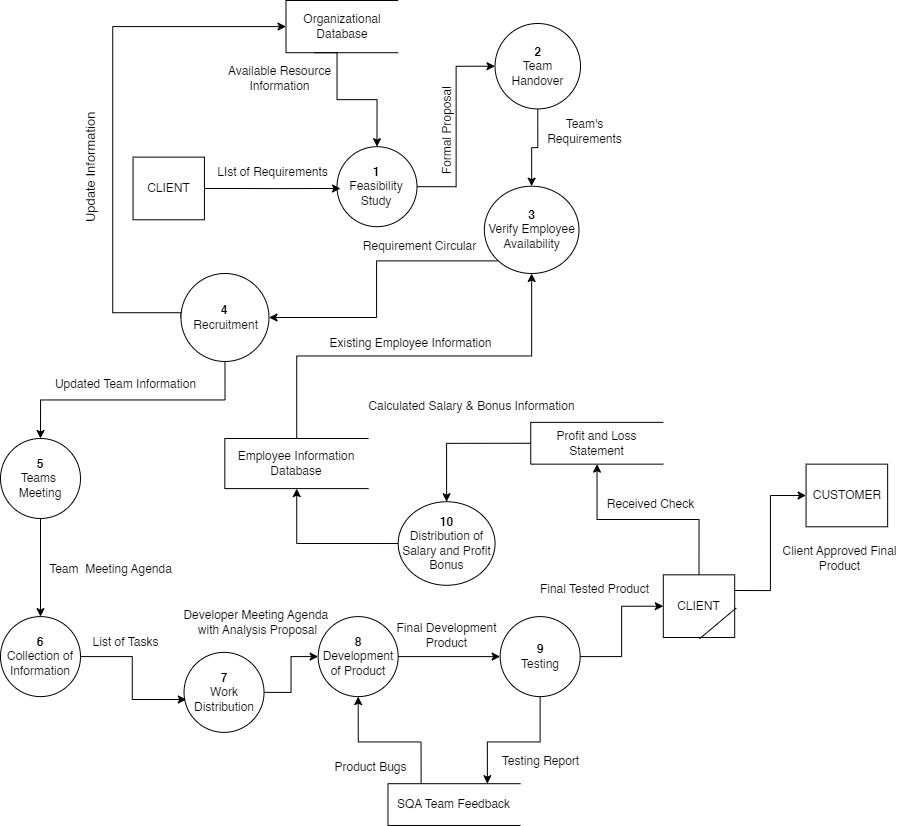 Organizational
Database
Available Resource
Information
2
Team
Handover
Formal Proposal
Team's
Requirements
Update Information
CLIENT
LIst of Requirements
1
Feasibility
Study
3
Verify Employee
Availability
Requirement Circular
4
Recruitment
Existing Employee Information
Updated Team Information
Calculated Salary & Bonus Information
5
Teams
Meeting
Employee Information
Database
Profit and Loss
Statement
Received Check
CUSTOMER
10
Distribution of
Salary and Profit
Bonus
Client Approved Final
Product
Team  Meeting Agenda
Final Tested Product
CLIENT
6
Collection of
Information
List of Tasks
Developer Meeting Agenda
with Analysis Proposal
7
Work
Distribution
8
Development
of Product
Final Development
Product
9
Testing
Product Bugs
Testing Report
SQA Team Feedback